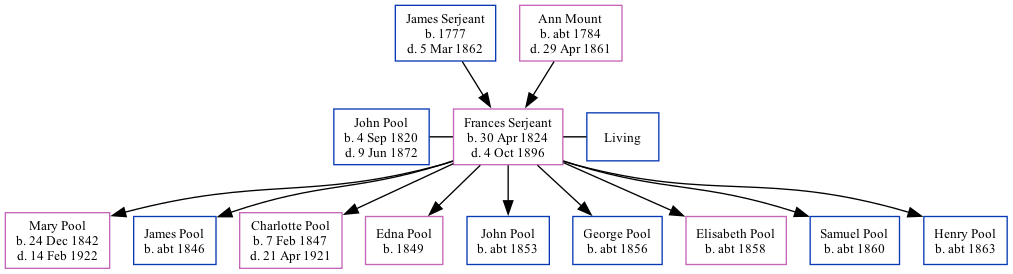 James Serjeant
b. 1777
d. 5 Mar 1862
Ann Mount
b. abt 1784
d. 29 Apr 1861
John Pool
b. 4 Sep 1820
d. 9 Jun 1872
Frances Serjeant
b. 30 Apr 1824
d. 4 Oct 1896
Living
Mary Pool
b. 24 Dec 1842
d. 14 Feb 1922
James Pool
b. abt 1846
Charlotte Pool
b. 7 Feb 1847
d. 21 Apr 1921
Edna Pool
b. 1849
John Pool
b. abt 1853
George Pool
b. abt 1856
Elisabeth Pool
b. abt 1858
Samuel Pool
b. abt 1860
Henry Pool
b. abt 1863